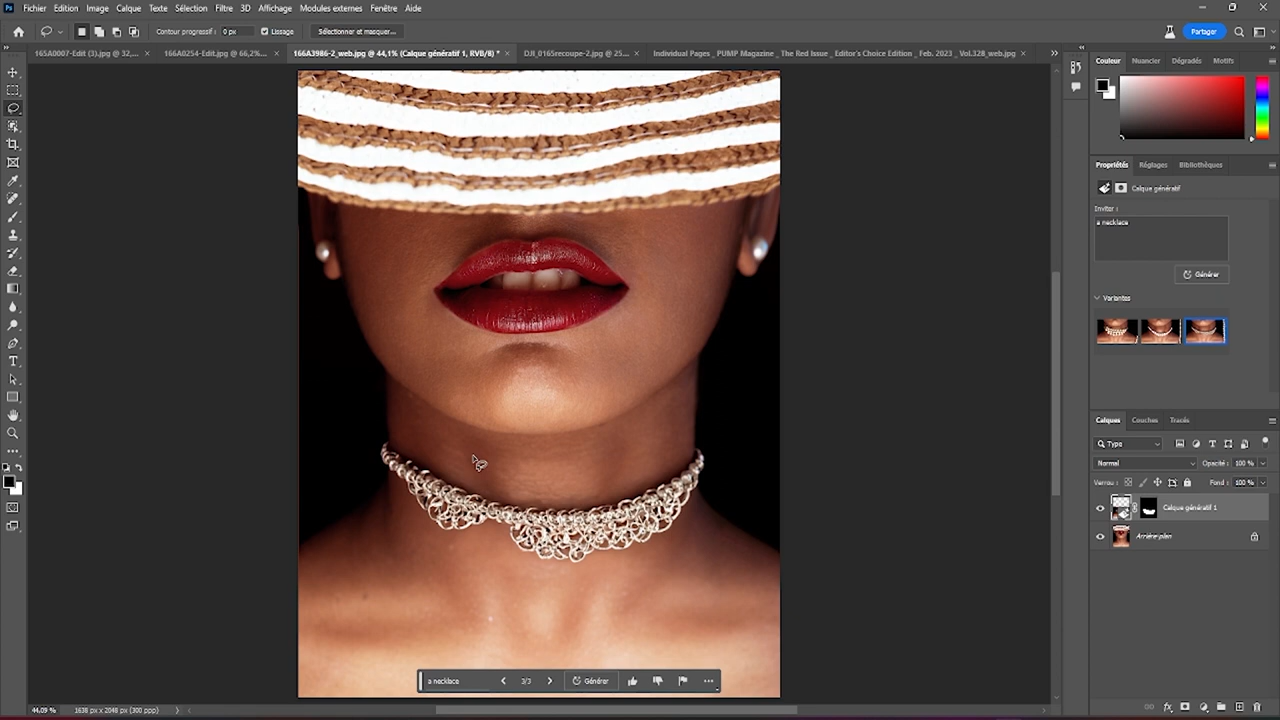 Ps Fichier Edition Image Calque Texte Sélection Filtre 3D Affichage Modules externes Fenêtre Aide
Contour progressif : 0 px Lissage Sélectionner et masquer... Partager
165A0007-Edit (3).jpg @ 32,... × 166A0254-Edit.jpg @ 66,2%... × 166A3986-2_web.jpg @ 44,1% (Calque génératif 1, RVB/8) * × DJI_0165recoupe-2.jpg @ 25... × Individual Pages _ PUMP Magazine _ The Red Issue _ Editor's Choice Edition _ Feb. 2023 _ Vol.328_web.jpg ×
Couleur Nuancier Dégradés Motifs
Propriétés Réglages Bibliothèques
Calque génératif
Inviter :
a necklace
Générer
Variantes
Calques Couches Tracés
Type
Normal Opacité : 100 %
Verrou : Fond : 100 %
Calque génératif 1
Arrière-plan
a necklace 3/3 Générer
44,09 % 1638 px x 2048 px (300 ppp)